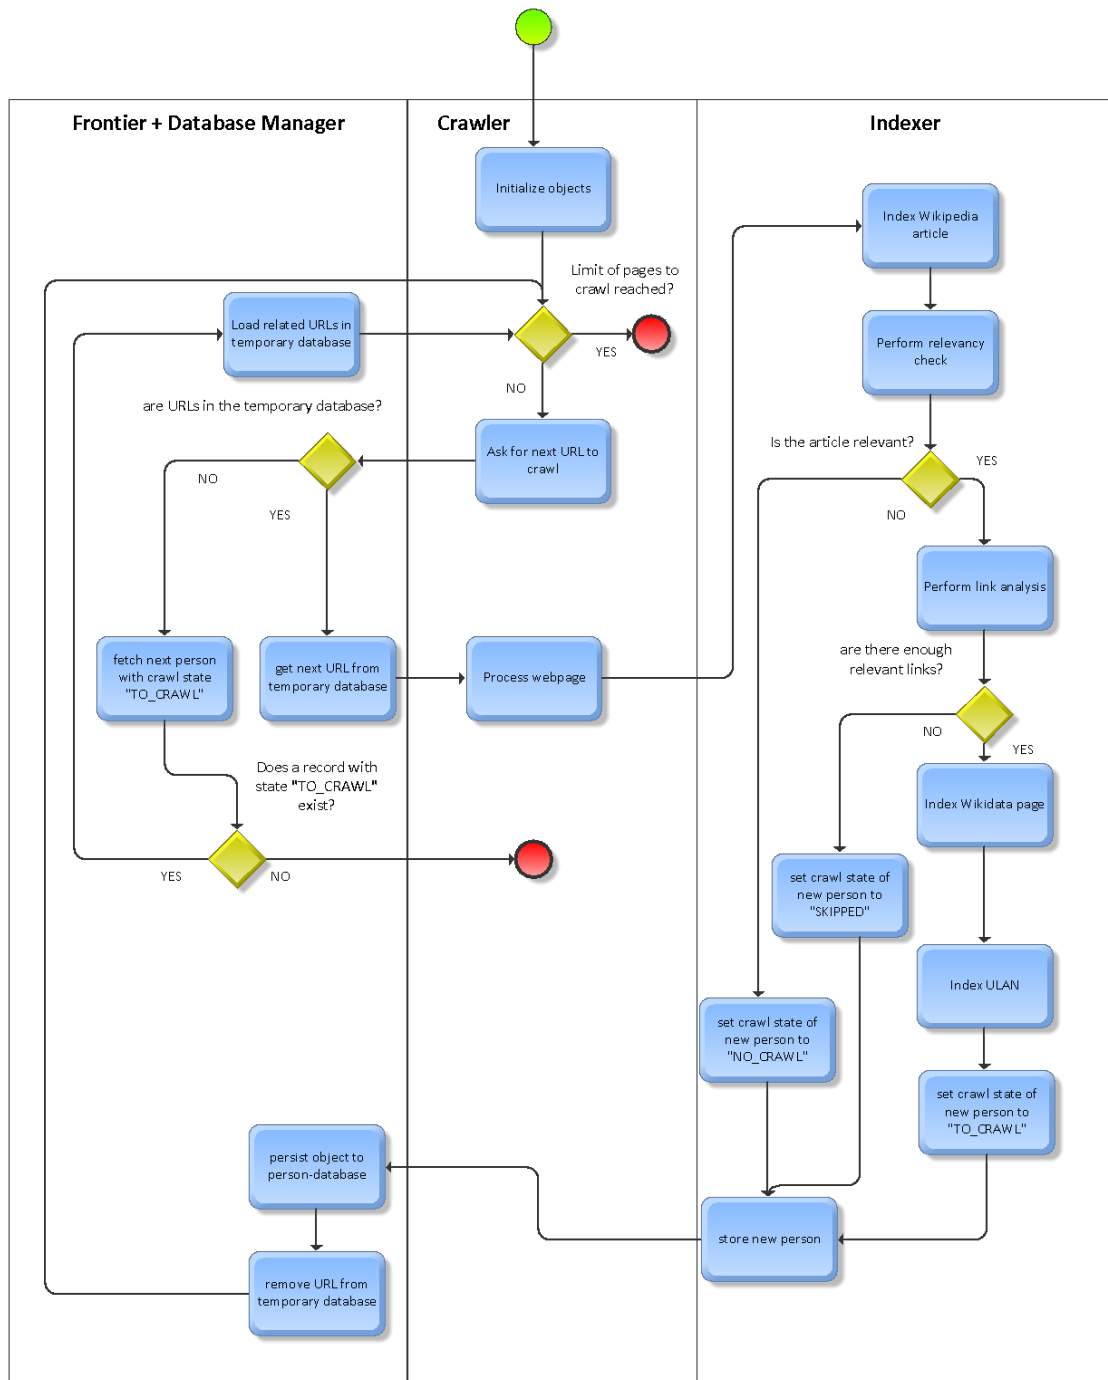 Frontier + Database Manager
Crawler
Indexer
Initialize objects
Index Wikipedia
article
Limit of pages to
crawl reached?
Load related URLs in
temporary database
YES
NO
Perform relevancy
check
are URLs in the temporary database?
Ask for next URL to
crawl
NO
YES
Is the article relevant?
YES
NO
Perform link analysis
fetch next person
with crawl state
"TO_CRAWL"
get next URL from
temporary database
Process webpage
are there enough
relevant links?
NO
YES
Does a record with
state "TO_CRAWL"
exist?
Index Wikidata page
YES
NO
set crawl state of
new person to
"SKIPPED"
Index ULAN
set crawl state of
new person to
"NO_CRAWL"
set crawl state of
new person to
"TO_CRAWL"
persist object to
person-database
store new person
remove URL from
temporary database